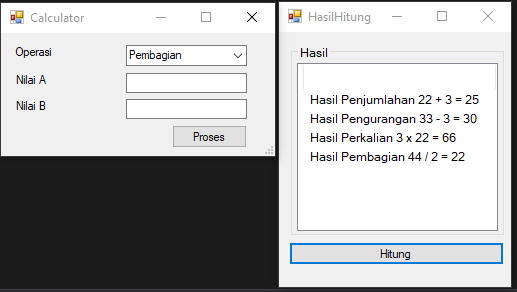 Calculator
Operasi
Pembagian
Nilai A
Nilai B
Proses
HasilHitung
Hasil
Hasil Penjumlahan 22 + 3 = 25
Hasil Pengurangan 33 - 3 = 30
Hasil Perkalian 3 x 22 = 66
Hasil Pembagian 44 / 2 = 22
Hitung